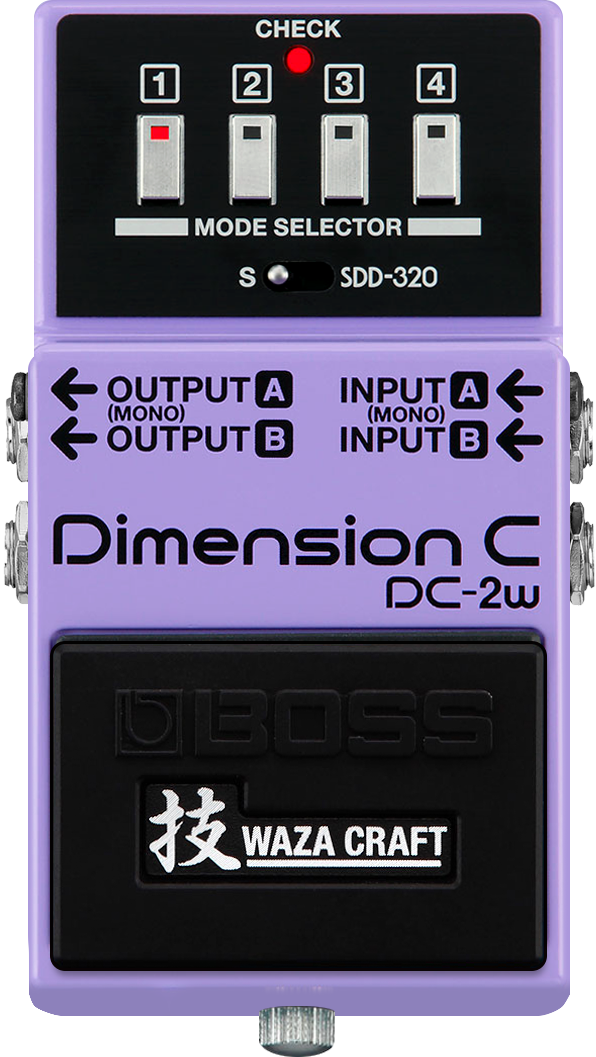 CHECK
1 2 3 4
MODE SELECTOR
S SDD-320
OUTPUT A INPUT A
(MONO) (MONO)
OUTPUT B INPUT B
Dimension C
DC-2w
BOSS
技 WAZA CRAFT